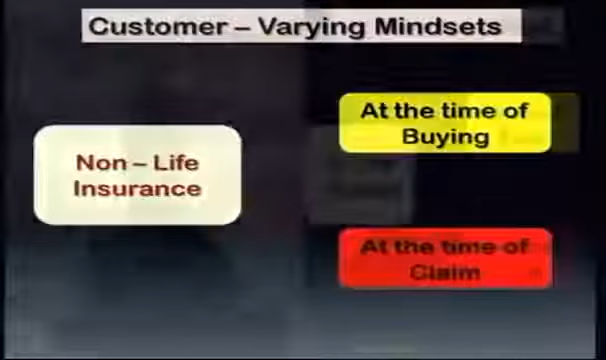 Customer – Varying Mindsets
At the time of
Buying
Non – Life
Insurance
At the time of
Claim